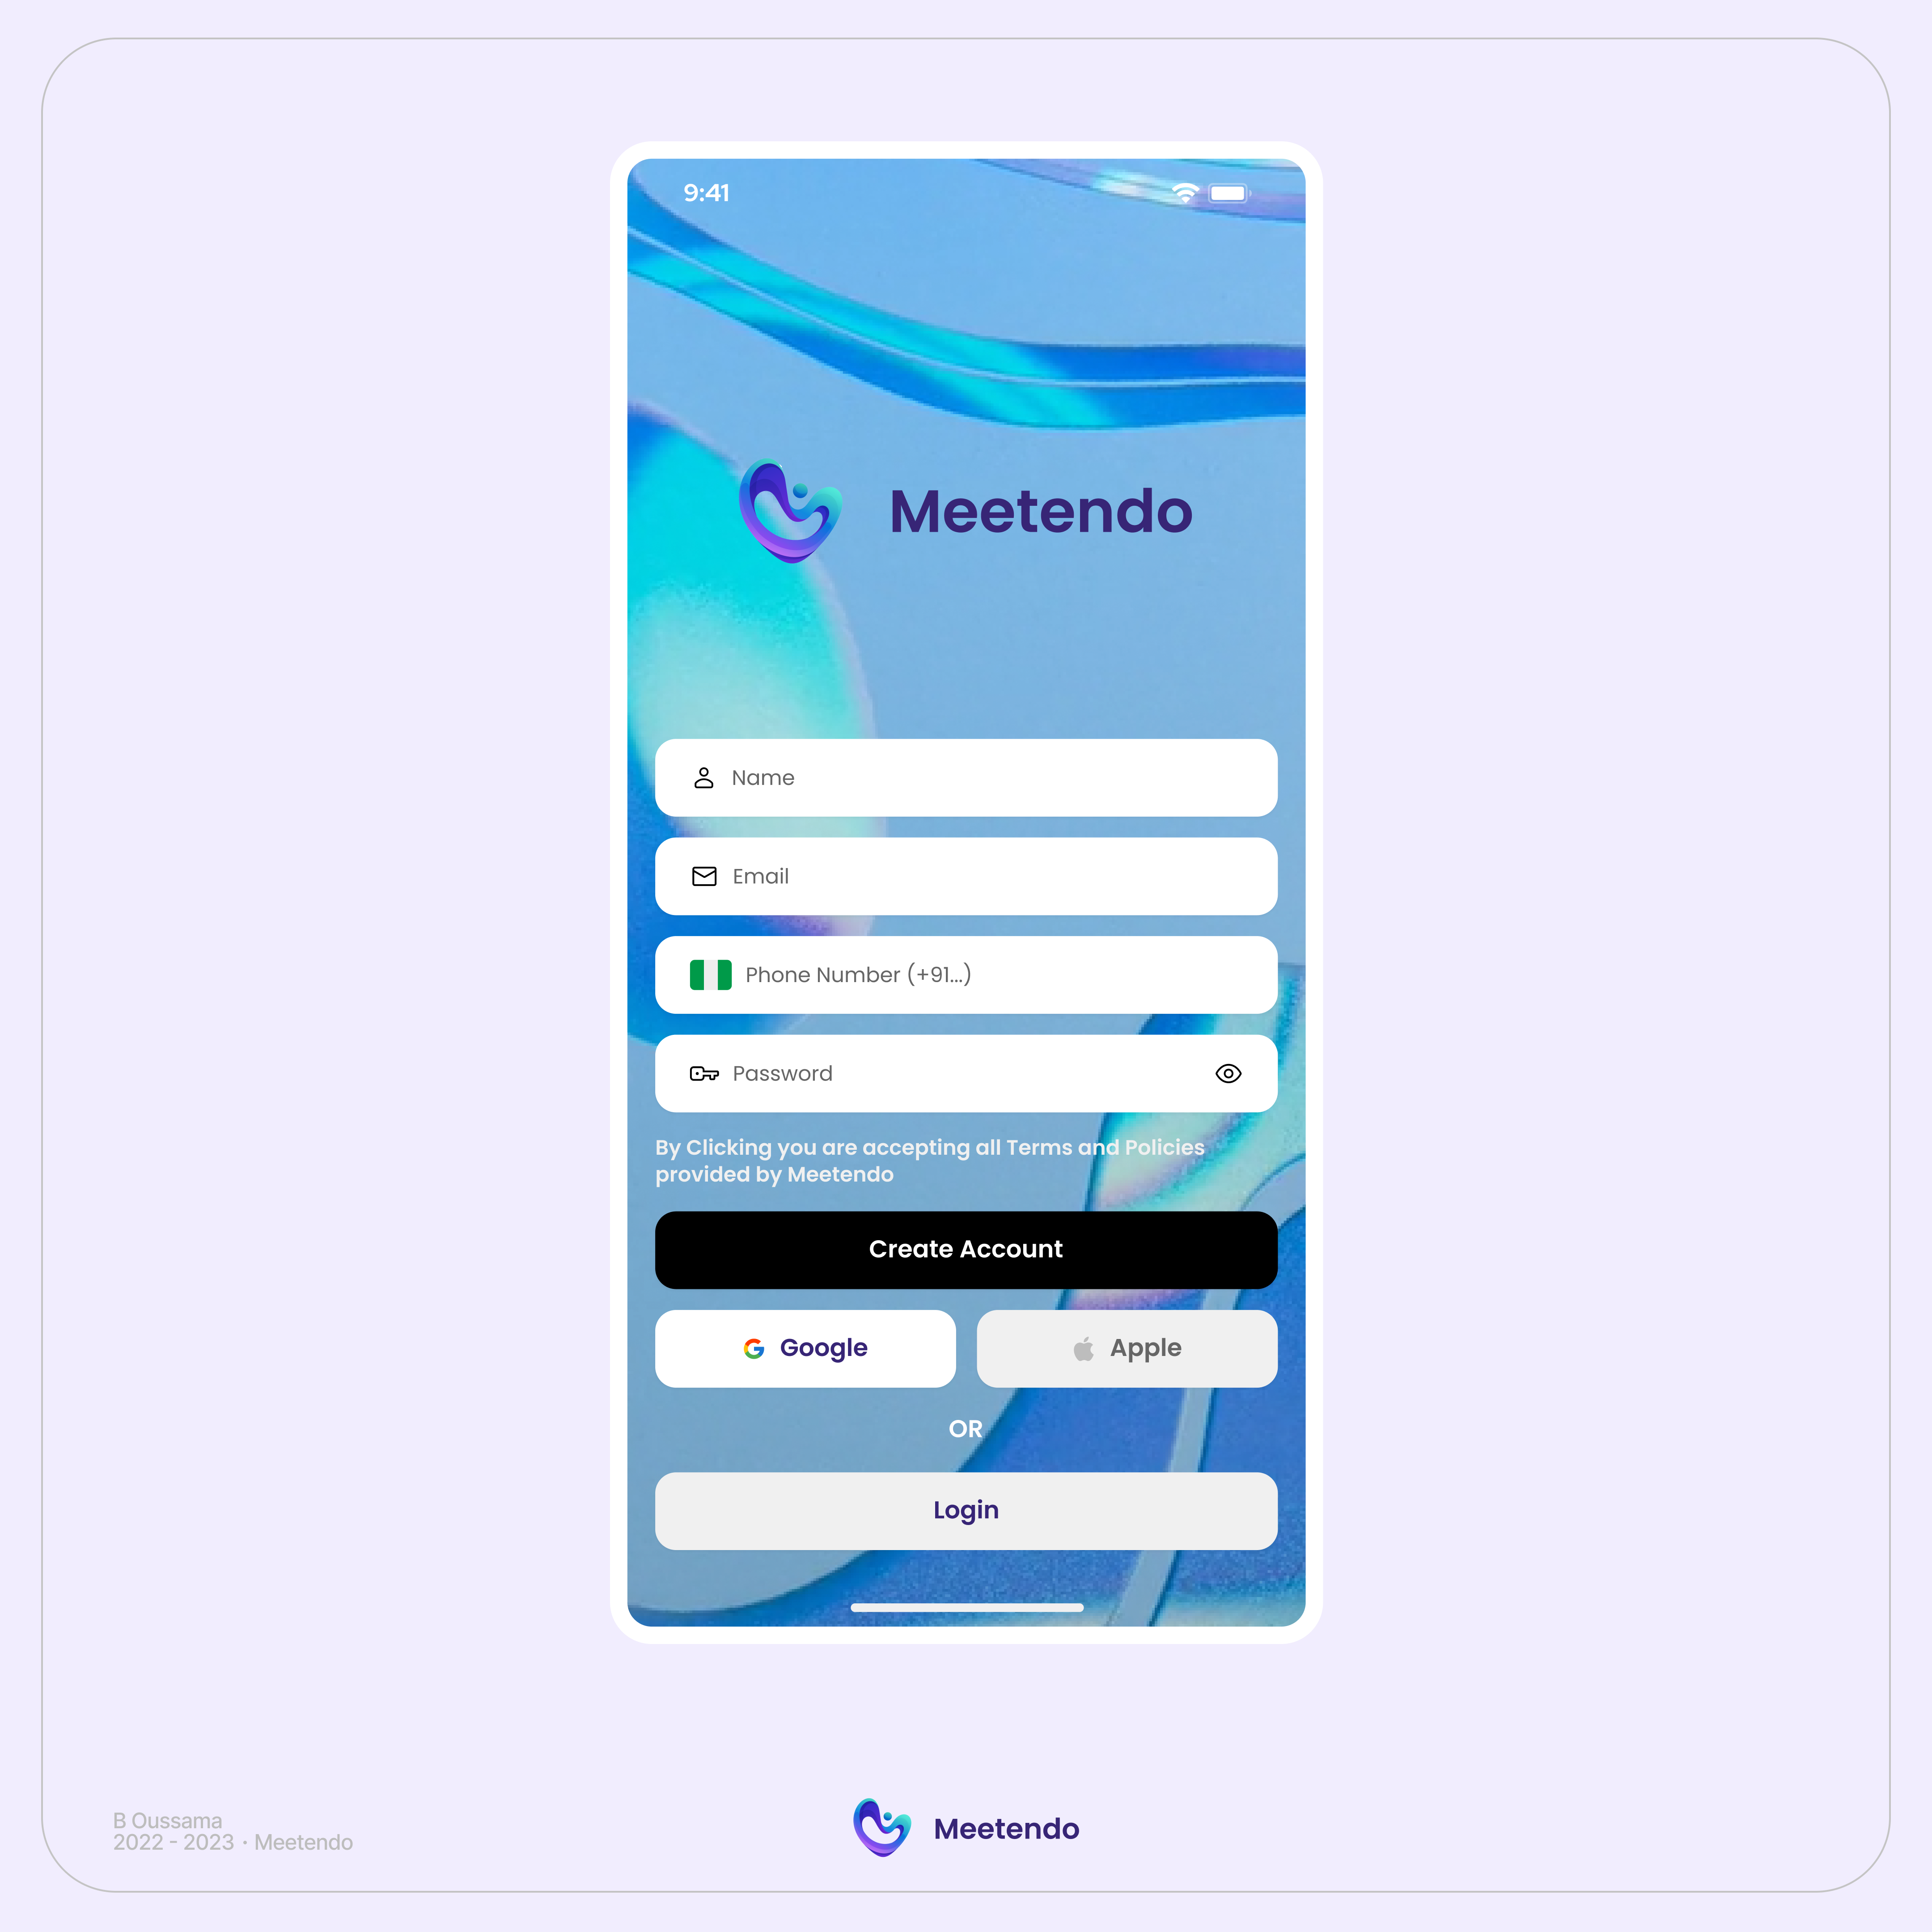 9:41
Meetendo
Name
Email
Phone Number (+91...)
Password
By Clicking you are accepting all Terms and Policies
provided by Meetendo
Create Account
Google
Apple
OR
Login
B Oussama
2022 - 2023 · Meetendo
Meetendo